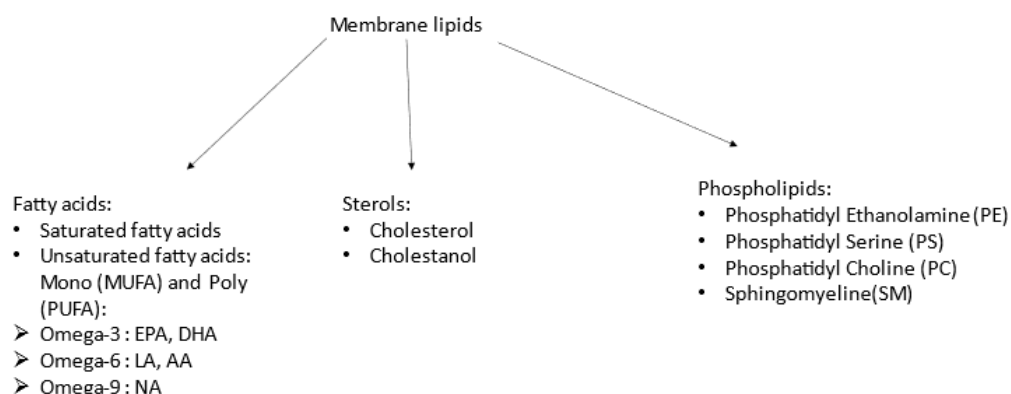 Membrane lipids
Fatty acids:
• Saturated fatty acids
• Unsaturated fatty acids:
Mono (MUFA) and Poly
(PUFA):
➢ Omega-3 : EPA, DHA
➢ Omega-6 : LA, AA
➢ Omega-9 : NA
Sterols:
• Cholesterol
• Cholestanol
Phospholipids:
• Phosphatidyl Ethanolamine (PE)
• Phosphatidyl Serine (PS)
• Phosphatidyl Choline (PC)
• Sphingomyeline(SM)